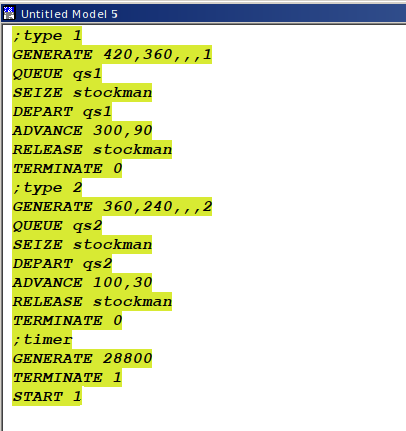 Untitled Model 5
;type 1
GENERATE 420,360,,,1
QUEUE qs1
SEIZE stockman
DEPART qs1
ADVANCE 300,90
RELEASE stockman
TERMINATE 0
;type 2
GENERATE 360,240,,,2
QUEUE qs2
SEIZE stockman
DEPART qs2
ADVANCE 100,30
RELEASE stockman
TERMINATE 0
;timer
GENERATE 28800
TERMINATE 1
START 1